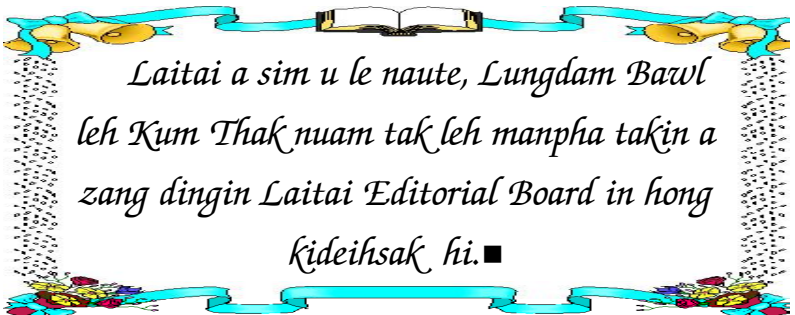 Laitai a sim u le naute, Lungdam Bawl
leh Kum Thak nuam tak leh manpha takin a
zang dingin Laitai Editorial Board in hong
kideihsak hi.■